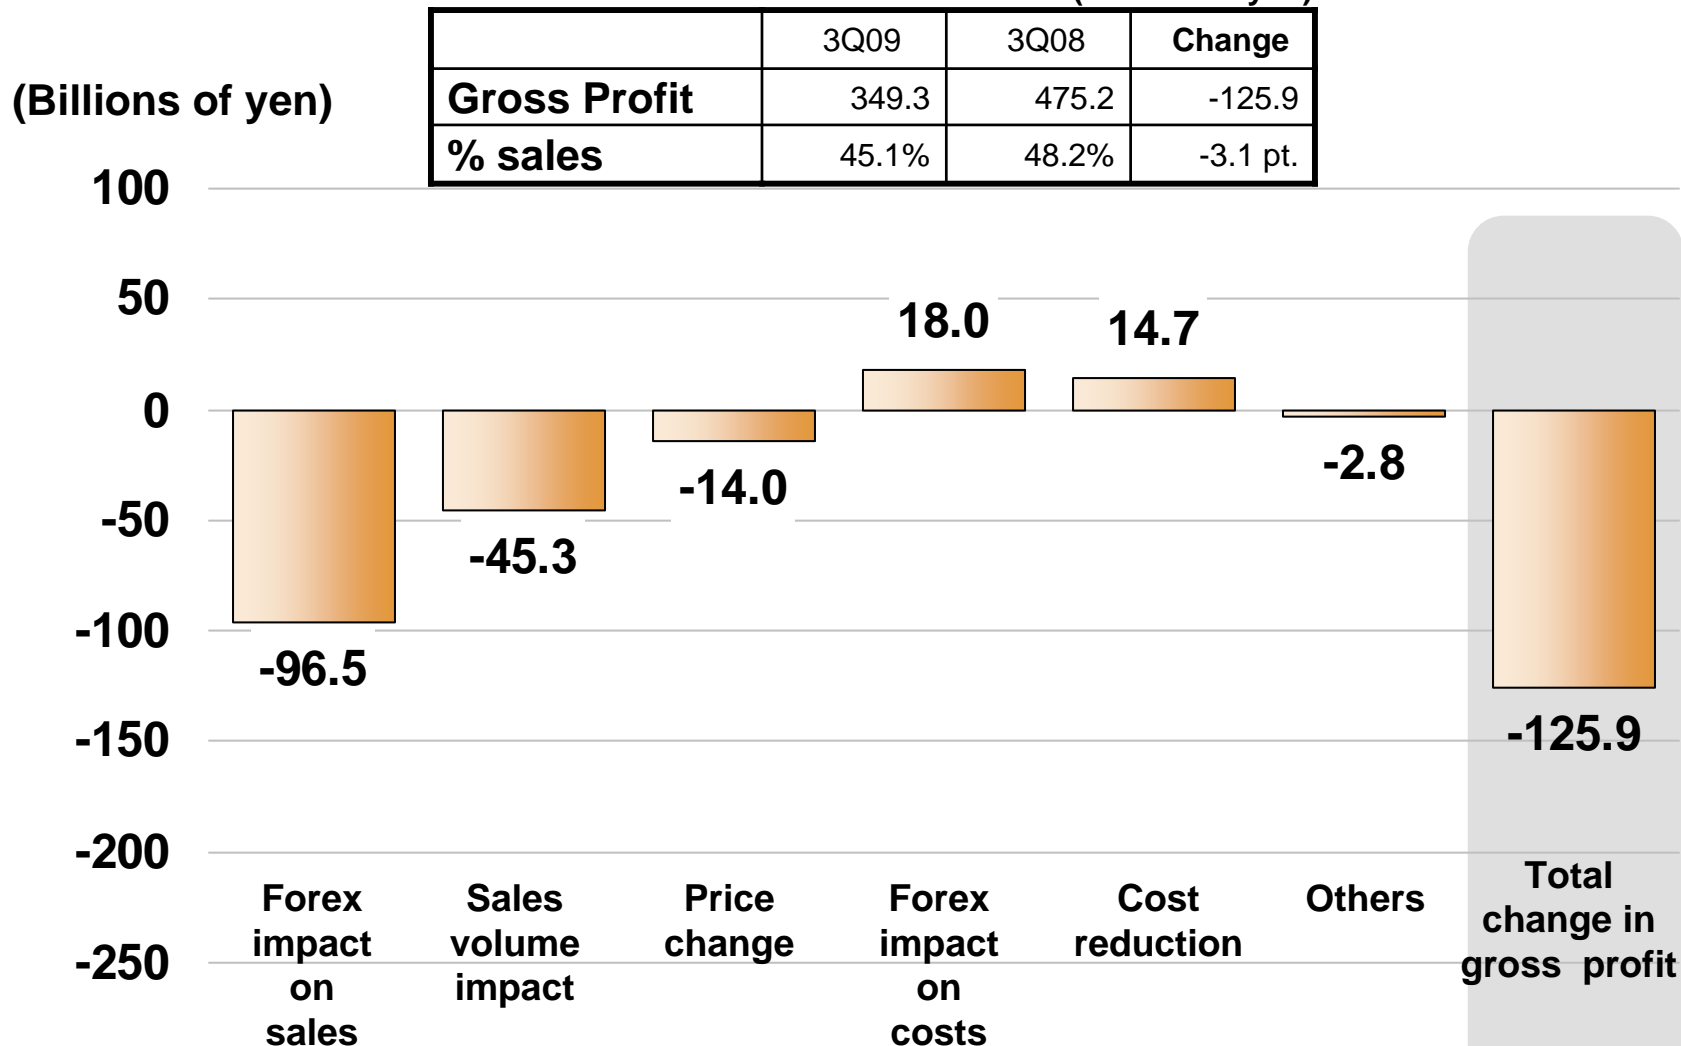 3Q09 3Q08 Change
(Billions of yen)
Gross Profit 349.3 475.2 -125.9
% sales 45.1% 48.2% -3.1 pt.
100
50
0
-50
-100
-150
-200
-250
18.0
14.7
-2.8
-14.0
-45.3
-96.5
-125.9
Forex
impact
on
sales
Sales
volume
impact
Price
change
Forex
impact
on
costs
Cost
reduction
Others
Total
change in
gross profit